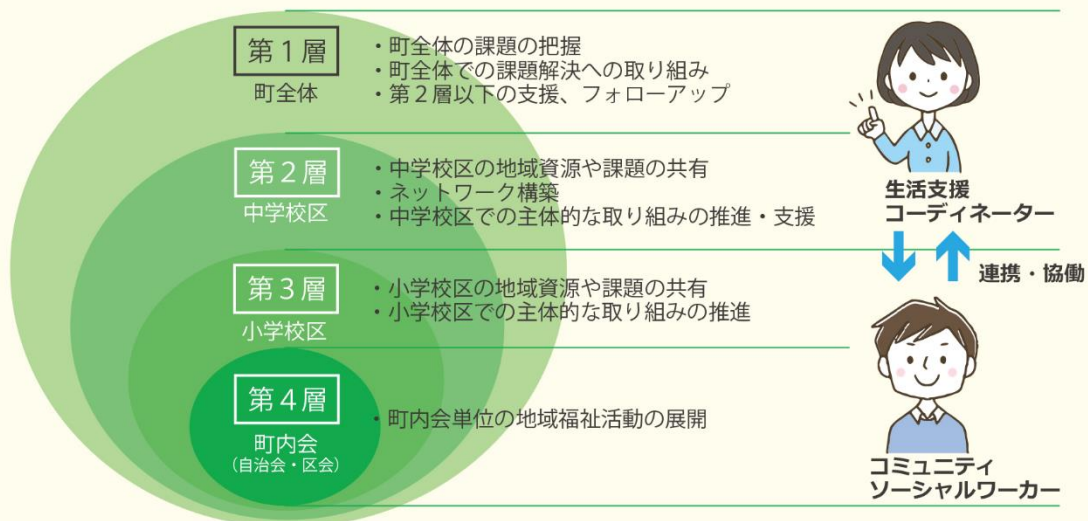 第1層
町全体
・町全体の課題の把握
・町全体での課題解決への取り組み
・第2層以下の支援、フォローアップ
第2層
中学校区
・中学校区の地域資源や課題の共有
・ネットワーク構築
・中学校区での主体的な取り組みの推進・支援
生活支援
コーディネーター
連携・協働
第3層
小学校区
・小学校区の地域資源や課題の共有
・小学校区での主体的な取り組みの推進
第4層
町内会
(自治会・区会)
・町内会単位の地域福祉活動の展開
コミュニティ
ソーシャルワーカー